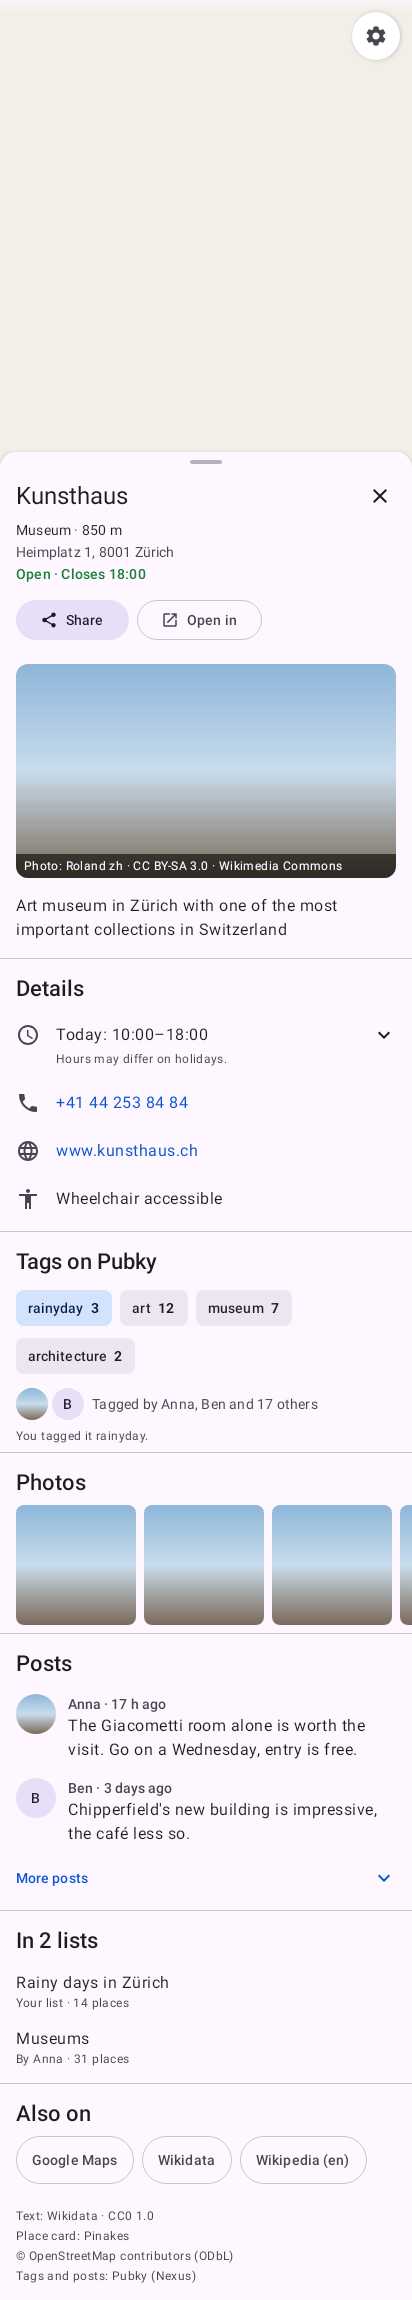 Kunsthaus
Museum · 850 m
Heimplatz 1, 8001 Zürich
Open · Closes 18:00
Share
Open in
Photo: Roland zh · CC BY-SA 3.0 · Wikimedia Commons
Art museum in Zürich with one of the most
important collections in Switzerland
Details
Today: 10:00–18:00
Hours may differ on holidays.
+41 44 253 84 84
www.kunsthaus.ch
Wheelchair accessible
Tags on Pubky
rainyday 3
art 12
museum 7
architecture 2
B
Tagged by Anna, Ben and 17 others
You tagged it rainyday.
Photos
Posts
Anna · 17 h ago
The Giacometti room alone is worth the
visit. Go on a Wednesday, entry is free.
B
Ben · 3 days ago
Chipperfield's new building is impressive,
the café less so.
More posts
In 2 lists
Rainy days in Zürich
Your list · 14 places
Museums
By Anna · 31 places
Also on
Google Maps
Wikidata
Wikipedia (en)
Text: Wikidata · CC0 1.0
Place card: Pinakes
© OpenStreetMap contributors (ODbL)
Tags and posts: Pubky (Nexus)